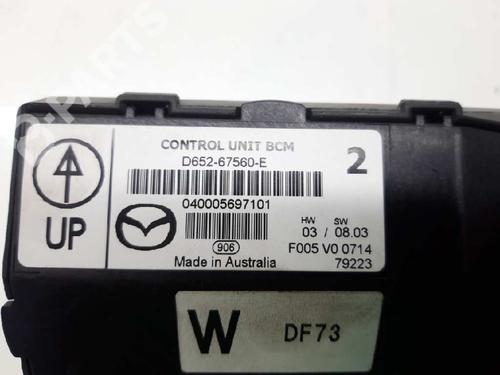 B-PARTS
CONTROL UNIT BCM
D652-67560-E
2
040005697101
HW SW
03 / 08.03
UP
906
F005 V0 0714
Made in Australia
79223
W
DF73